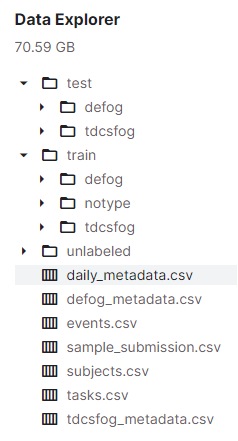 Data Explorer
70.59 GB
test
defog
tdcsfog
train
defog
notype
tdcsfog
unlabeled
daily_metadata.csv
defog_metadata.csv
events.csv
sample_submission.csv
subjects.csv
tasks.csv
tdcsfog_metadata.csv